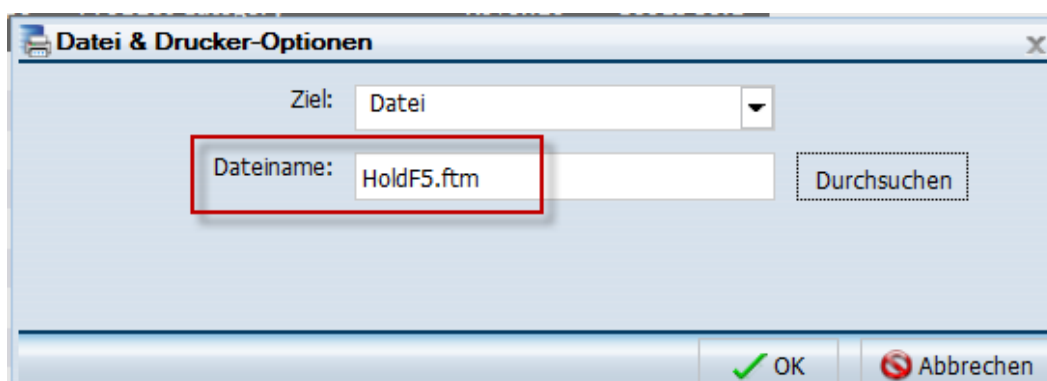 Datei & Drucker-Optionen
Ziel: Datei
Dateiname: HoldF5.ftm Durchsuchen
OK Abbrechen